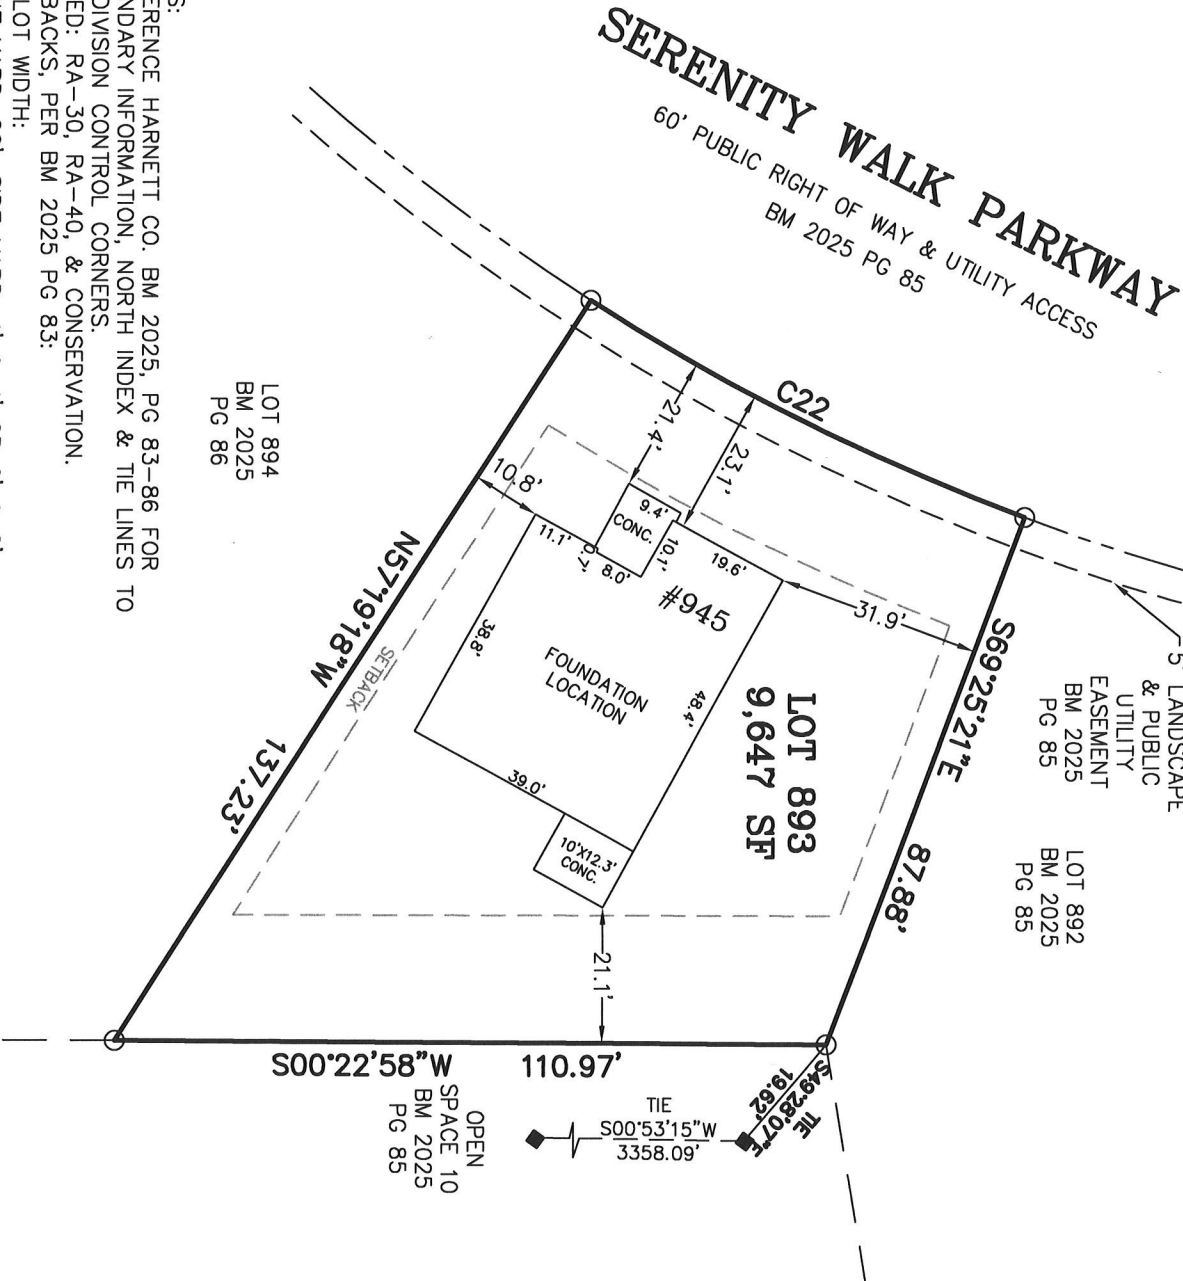 SERENITY WALK PARKWAY
60' PUBLIC RIGHT OF WAY & UTILITY ACCESS
BM 2025 PG 85
C22
21.4'
23.1'
10.8'
9.4'
CONC.
11.1'
0.7'
8.0'
10.1'
19.6'
#945
31.9'
38.8'
FOUNDATION
LOCATION
48.4'
39.0'
10'X12.3'
CONC.
LOT 893
9,647 SF
S69°25'21"E
87.88'
N57°19'18"W
137.23'
SETBACK
21.1'
S00°22'58"W 110.97'
LOT 894
BM 2025
PG 86
5' LANDSCAPE
& PUBLIC
UTILITY
EASEMENT
BM 2025
PG 85
LOT 892
BM 2025
PG 85
OPEN
SPACE 10
BM 2025
PG 85
TIE
S00°53'15"W
3358.09'
TIE
S49°28'07"E
19.62'
S:
ERENCE HARNETT CO. BM 2025, PG 83-86 FOR
NDARY INFORMATION, NORTH INDEX & TIE LINES TO
DIVISION CONTROL CORNERS.
ED: RA-30, RA-40, & CONSERVATION.
BACKS, PER BM 2025 PG 83:
LOT WIDTH: